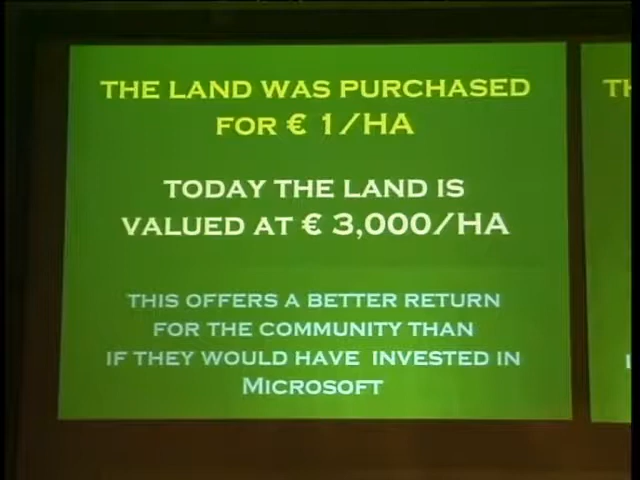 THE LAND WAS PURCHASED
FOR € 1/HA
TODAY THE LAND IS
VALUED AT € 3,000/HA
THIS OFFERS A BETTER RETURN
FOR THE COMMUNITY THAN
IF THEY WOULD HAVE INVESTED IN
MICROSOFT